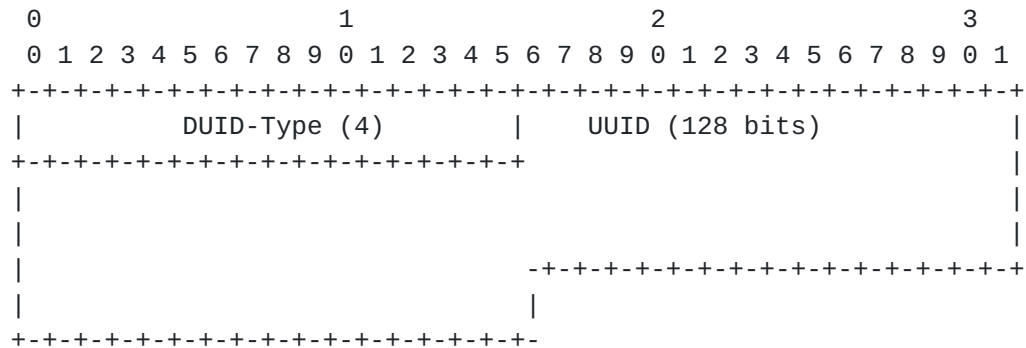 0                   1                   2                   3
 0 1 2 3 4 5 6 7 8 9 0 1 2 3 4 5 6 7 8 9 0 1 2 3 4 5 6 7 8 9 0 1
+-+-+-+-+-+-+-+-+-+-+-+-+-+-+-+-+-+-+-+-+-+-+-+-+-+-+-+-+-+-+-+-+
|          DUID-Type (4)        |    UUID (128 bits)            |
+-+-+-+-+-+-+-+-+-+-+-+-+-+-+-+-+                               |
|                                                               |
|                                                               |
|                                -+-+-+-+-+-+-+-+-+-+-+-+-+-+-+-+
|                                |
+-+-+-+-+-+-+-+-+-+-+-+-+-+-+-+-+-